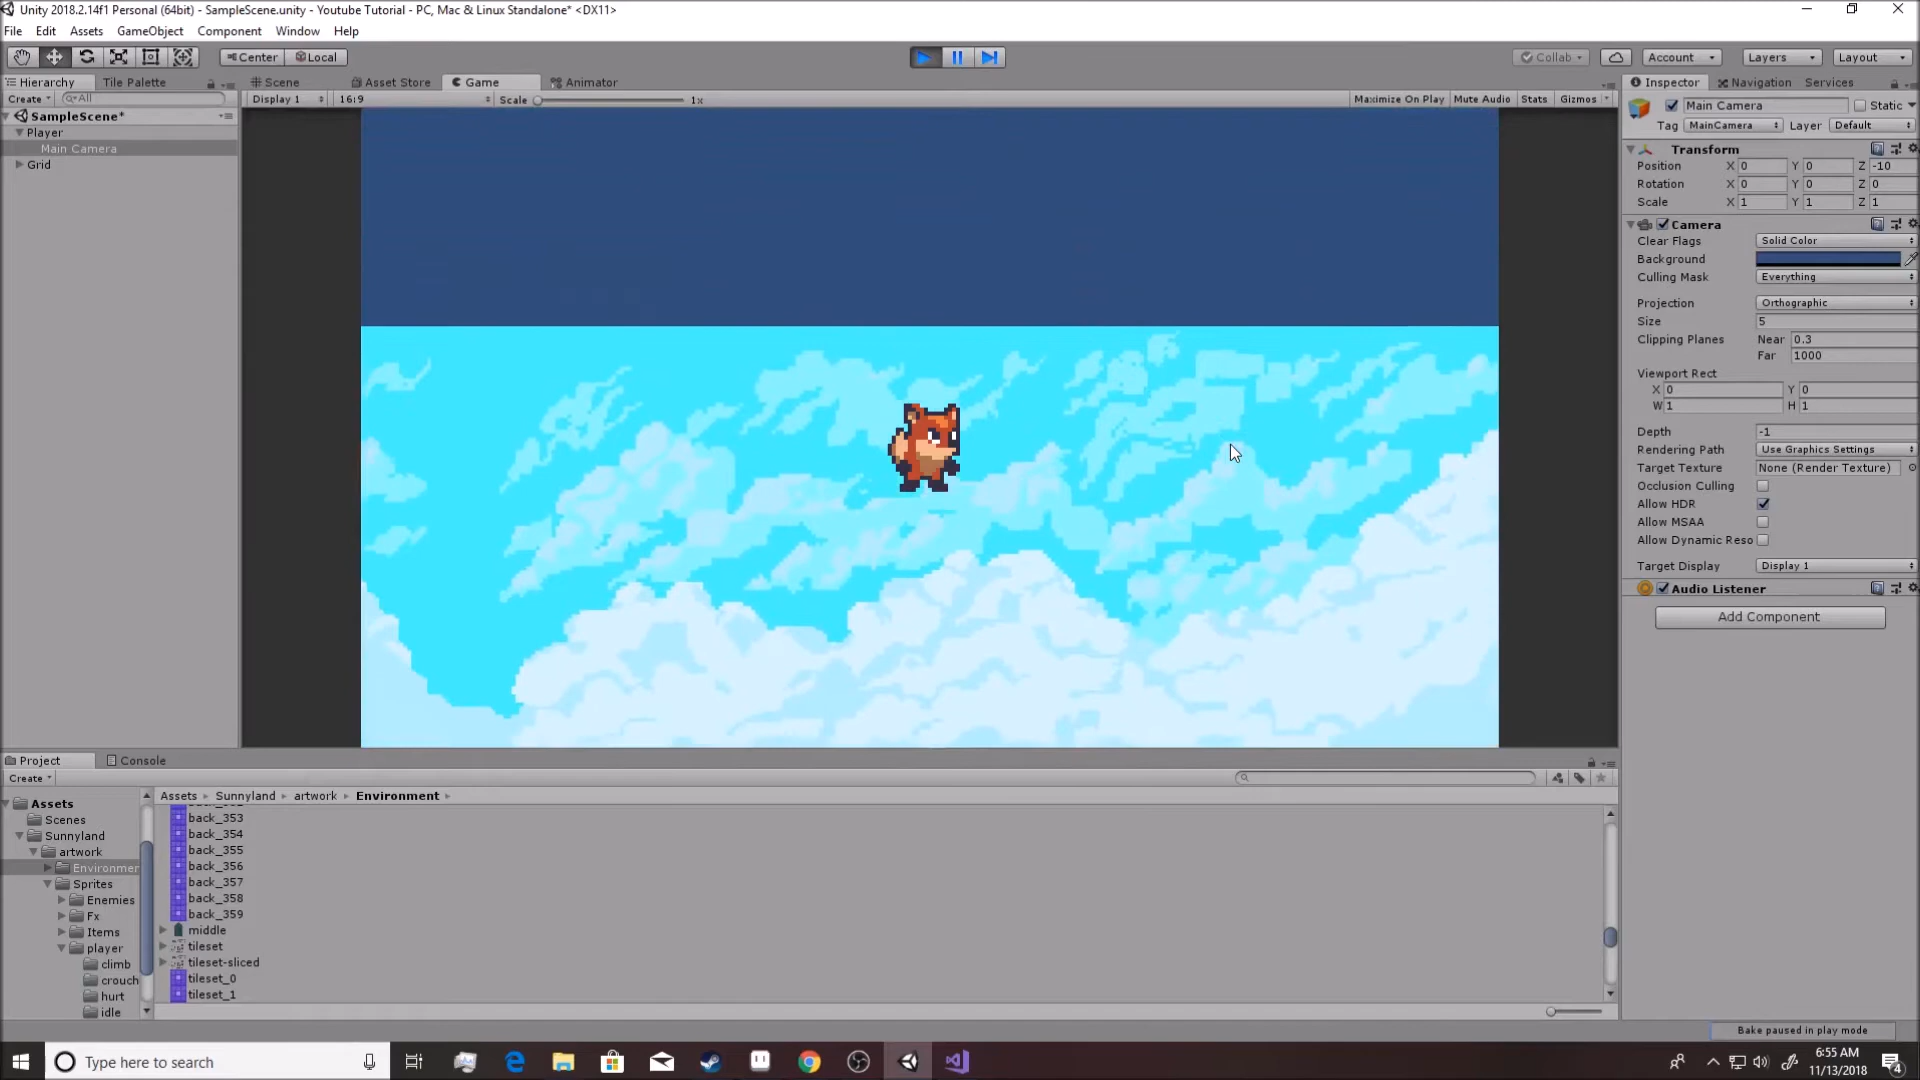 Unity 2018.2.14f1 Personal (64bit) - SampleScene.unity - Youtube Tutorial - PC, Mac & Linux Standalone* <DX11>
File Edit Assets GameObject Component Window Help
Center Local Collab Account Layers Layout
Hierarchy Tile Palette Scene Asset Store Game Animator Inspector Navigation Services
Create All Display 1 16:9 Scale 1x Maximize On Play Mute Audio Stats Gizmos
Main Camera Static
SampleScene*
Tag MainCamera Layer Default
Player
Main Camera
Grid
Transform
Position X 0 Y 0 Z -10
Rotation X 0 Y 0 Z 0
Scale X 1 Y 1 Z 1
Camera
Clear Flags Solid Color
Background
Culling Mask Everything
Projection Orthographic
Size 5
Clipping Planes Near 0.3
Far 1000
Viewport Rect
X 0 Y 0
W 1 H 1
Depth -1
Rendering Path Use Graphics Settings
Target Texture None (Render Texture)
Occlusion Culling
Allow HDR
Allow MSAA
Allow Dynamic Reso
Target Display Display 1
Audio Listener
Add Component
Project Console
Create
Assets Sunnyland artwork Environment
Assets
Scenes
Sunnyland
artwork
Environmer
Sprites
Enemies
Fx
Items
player
climb
crouch
hurt
idle
back_353
back_354
back_355
back_356
back_357
back_358
back_359
middle
tileset
tileset-sliced
tileset_0
tileset_1
Bake paused in play mode
Type here to search
6:55 AM
11/13/2018
4